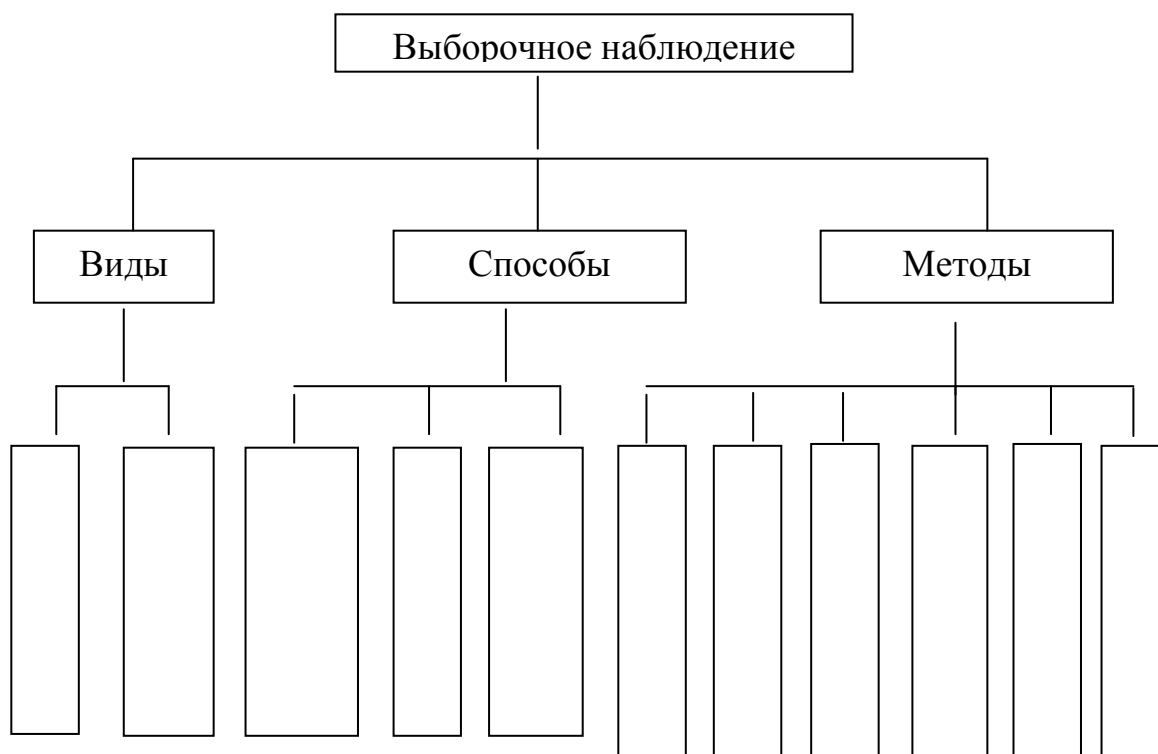 Выборочное наблюдение
Виды
Способы
Методы